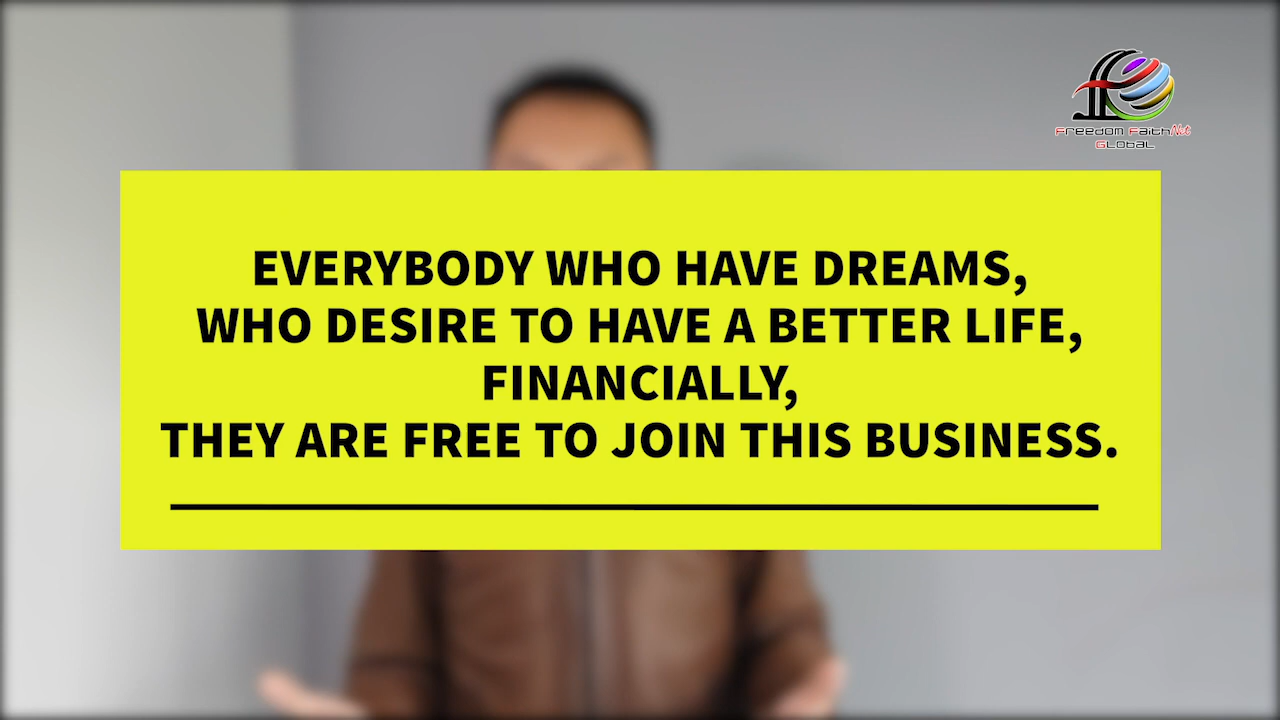 Freedom Faith Net
Global
EVERYBODY WHO HAVE DREAMS,
WHO DESIRE TO HAVE A BETTER LIFE,
FINANCIALLY,
THEY ARE FREE TO JOIN THIS BUSINESS.